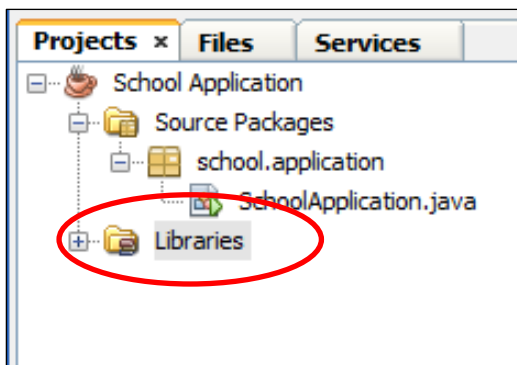 Projects × Files Services
School Application
Source Packages
school.application
SchoolApplication.java
Libraries